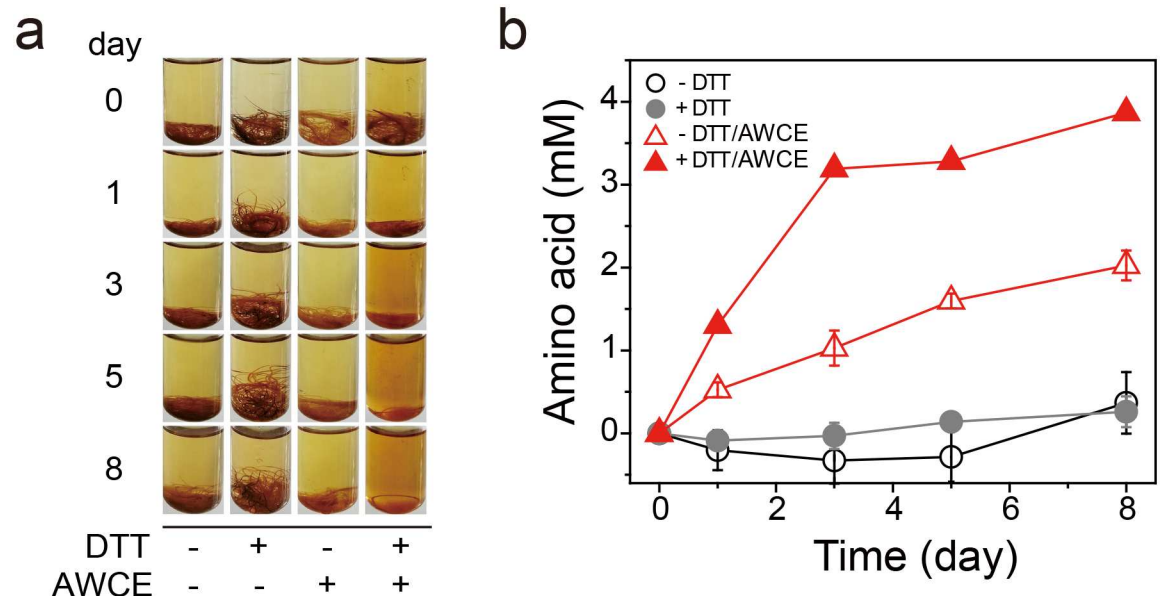 a
day
0
1
3
5
8
DTT - + - +
AWCE - - + +
b
Amino acid (mM)
4
3
2
1
0
- DTT
+ DTT
- DTT/AWCE
+ DTT/AWCE
0 2 4 6 8
Time (day)